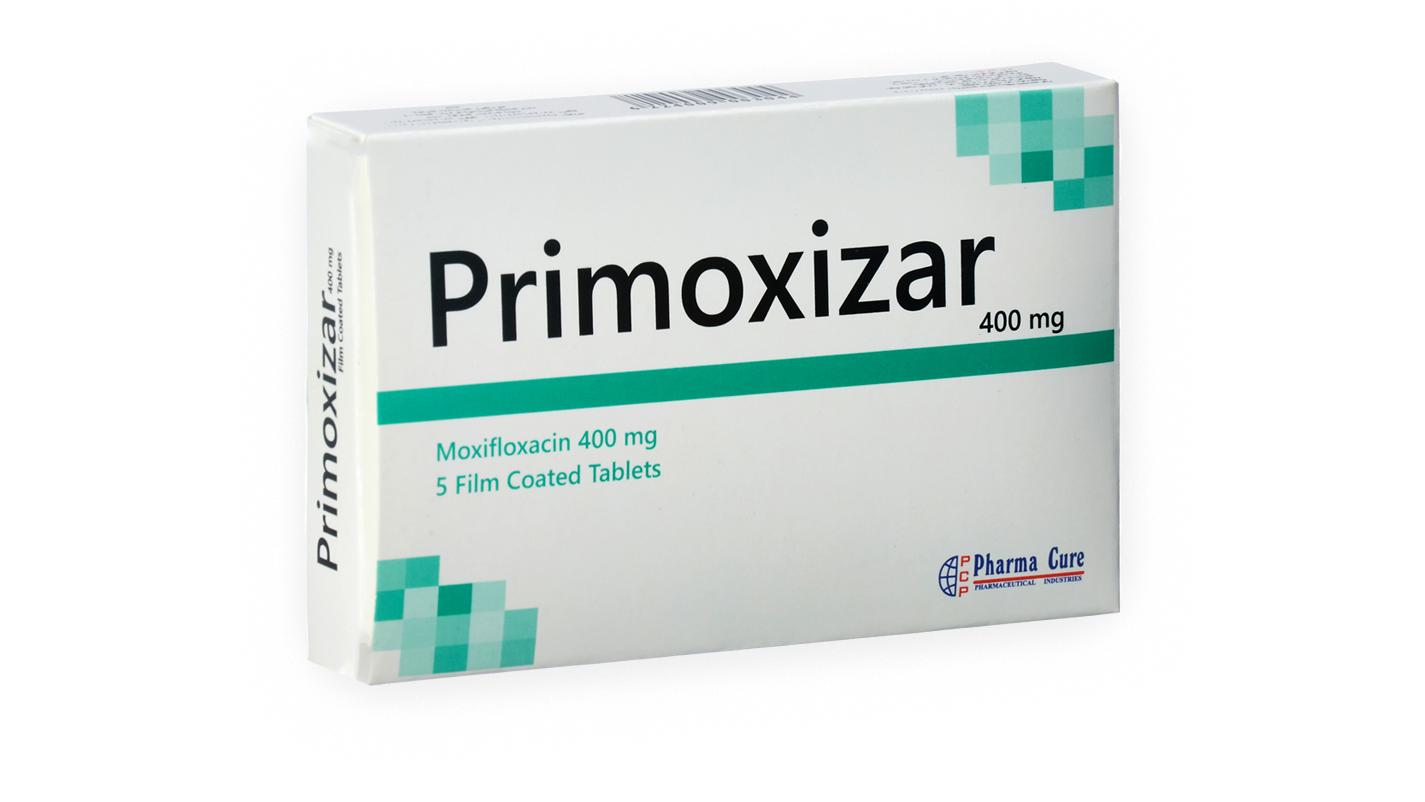 Primoxizar
400 mg
Moxifloxacin 400 mg
5 Film Coated Tablets
PCP
Pharma Cure
PHARMACEUTICAL INDUSTRIES
Primoxizar 400 mg
Film Coated Tablets